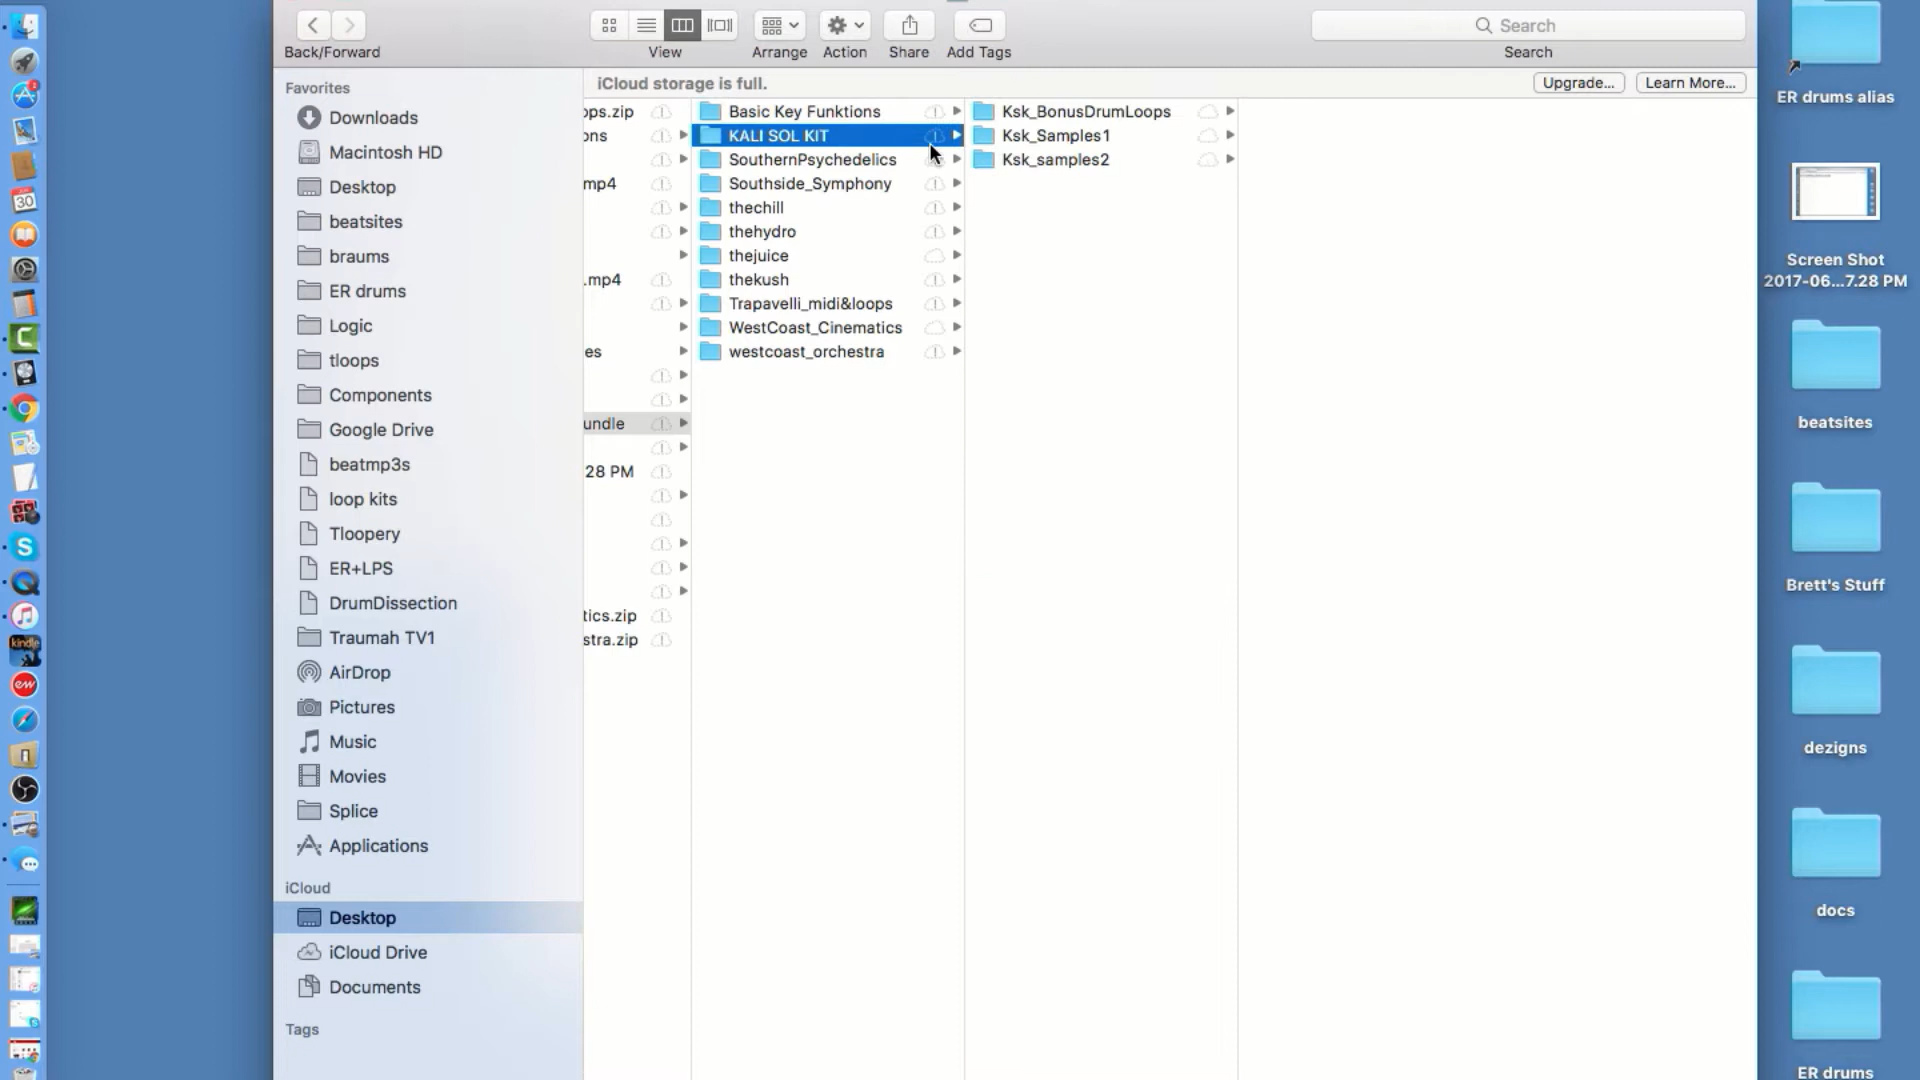 Back/Forward
View
Arrange
Action
Share
Add Tags
Search
Search
iCloud storage is full.
Upgrade...
Learn More...
Favorites
Downloads
Macintosh HD
Desktop
beatsites
braums
ER drums
Logic
tloops
Components
Google Drive
beatmp3s
loop kits
Tloopery
ER+LPS
DrumDissection
Traumah TV1
AirDrop
Pictures
Music
Movies
Splice
Applications
iCloud
Desktop
iCloud Drive
Documents
Tags
ops.zip
ons
mp4
.mp4
es
undle
28 PM
tics.zip
stra.zip
Basic Key Funktions
KALI SOL KIT
SouthernPsychedelics
Southside_Symphony
thechill
thehydro
thejuice
thekush
Trapavelli_midi&loops
WestCoast_Cinematics
westcoast_orchestra
Ksk_BonusDrumLoops
Ksk_Samples1
Ksk_samples2
ER drums alias
Screen Shot
2017-06...7.28 PM
beatsites
Brett's Stuff
dezigns
docs
ER drums
30
kindle
ew